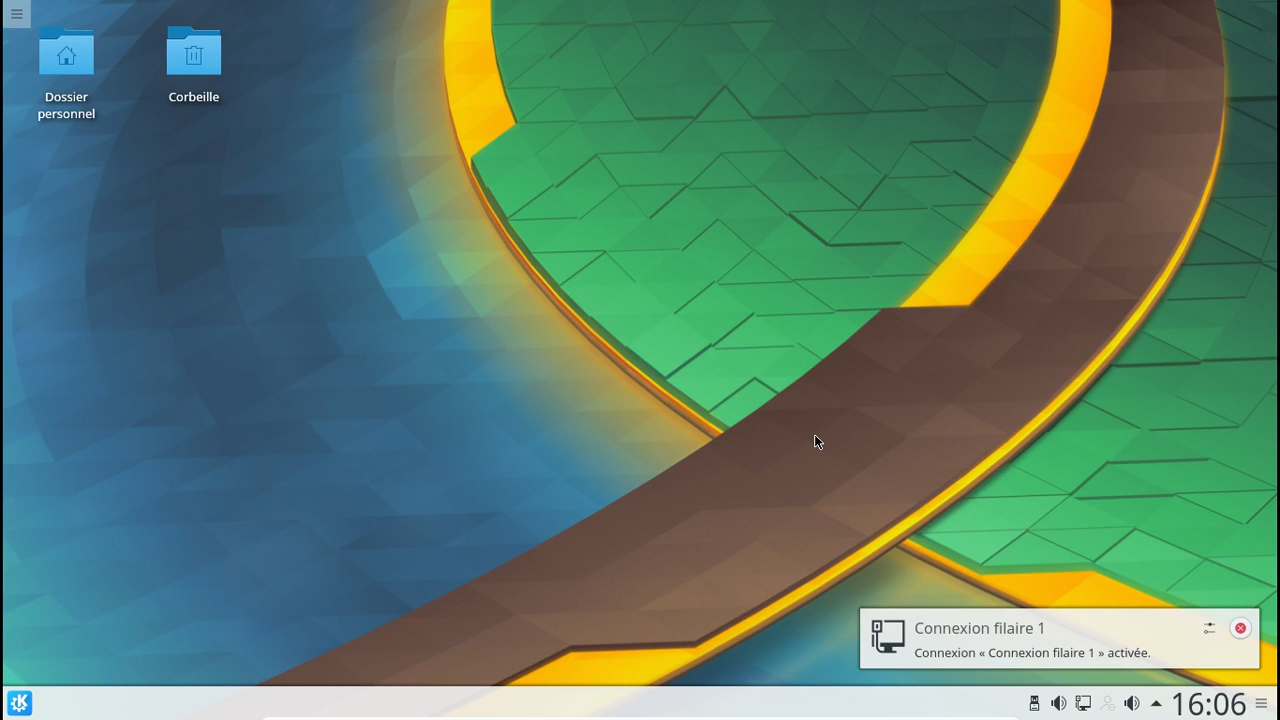 Dossier
personnel
Corbeille
Connexion filaire 1
Connexion « Connexion filaire 1 » activée.
16:06